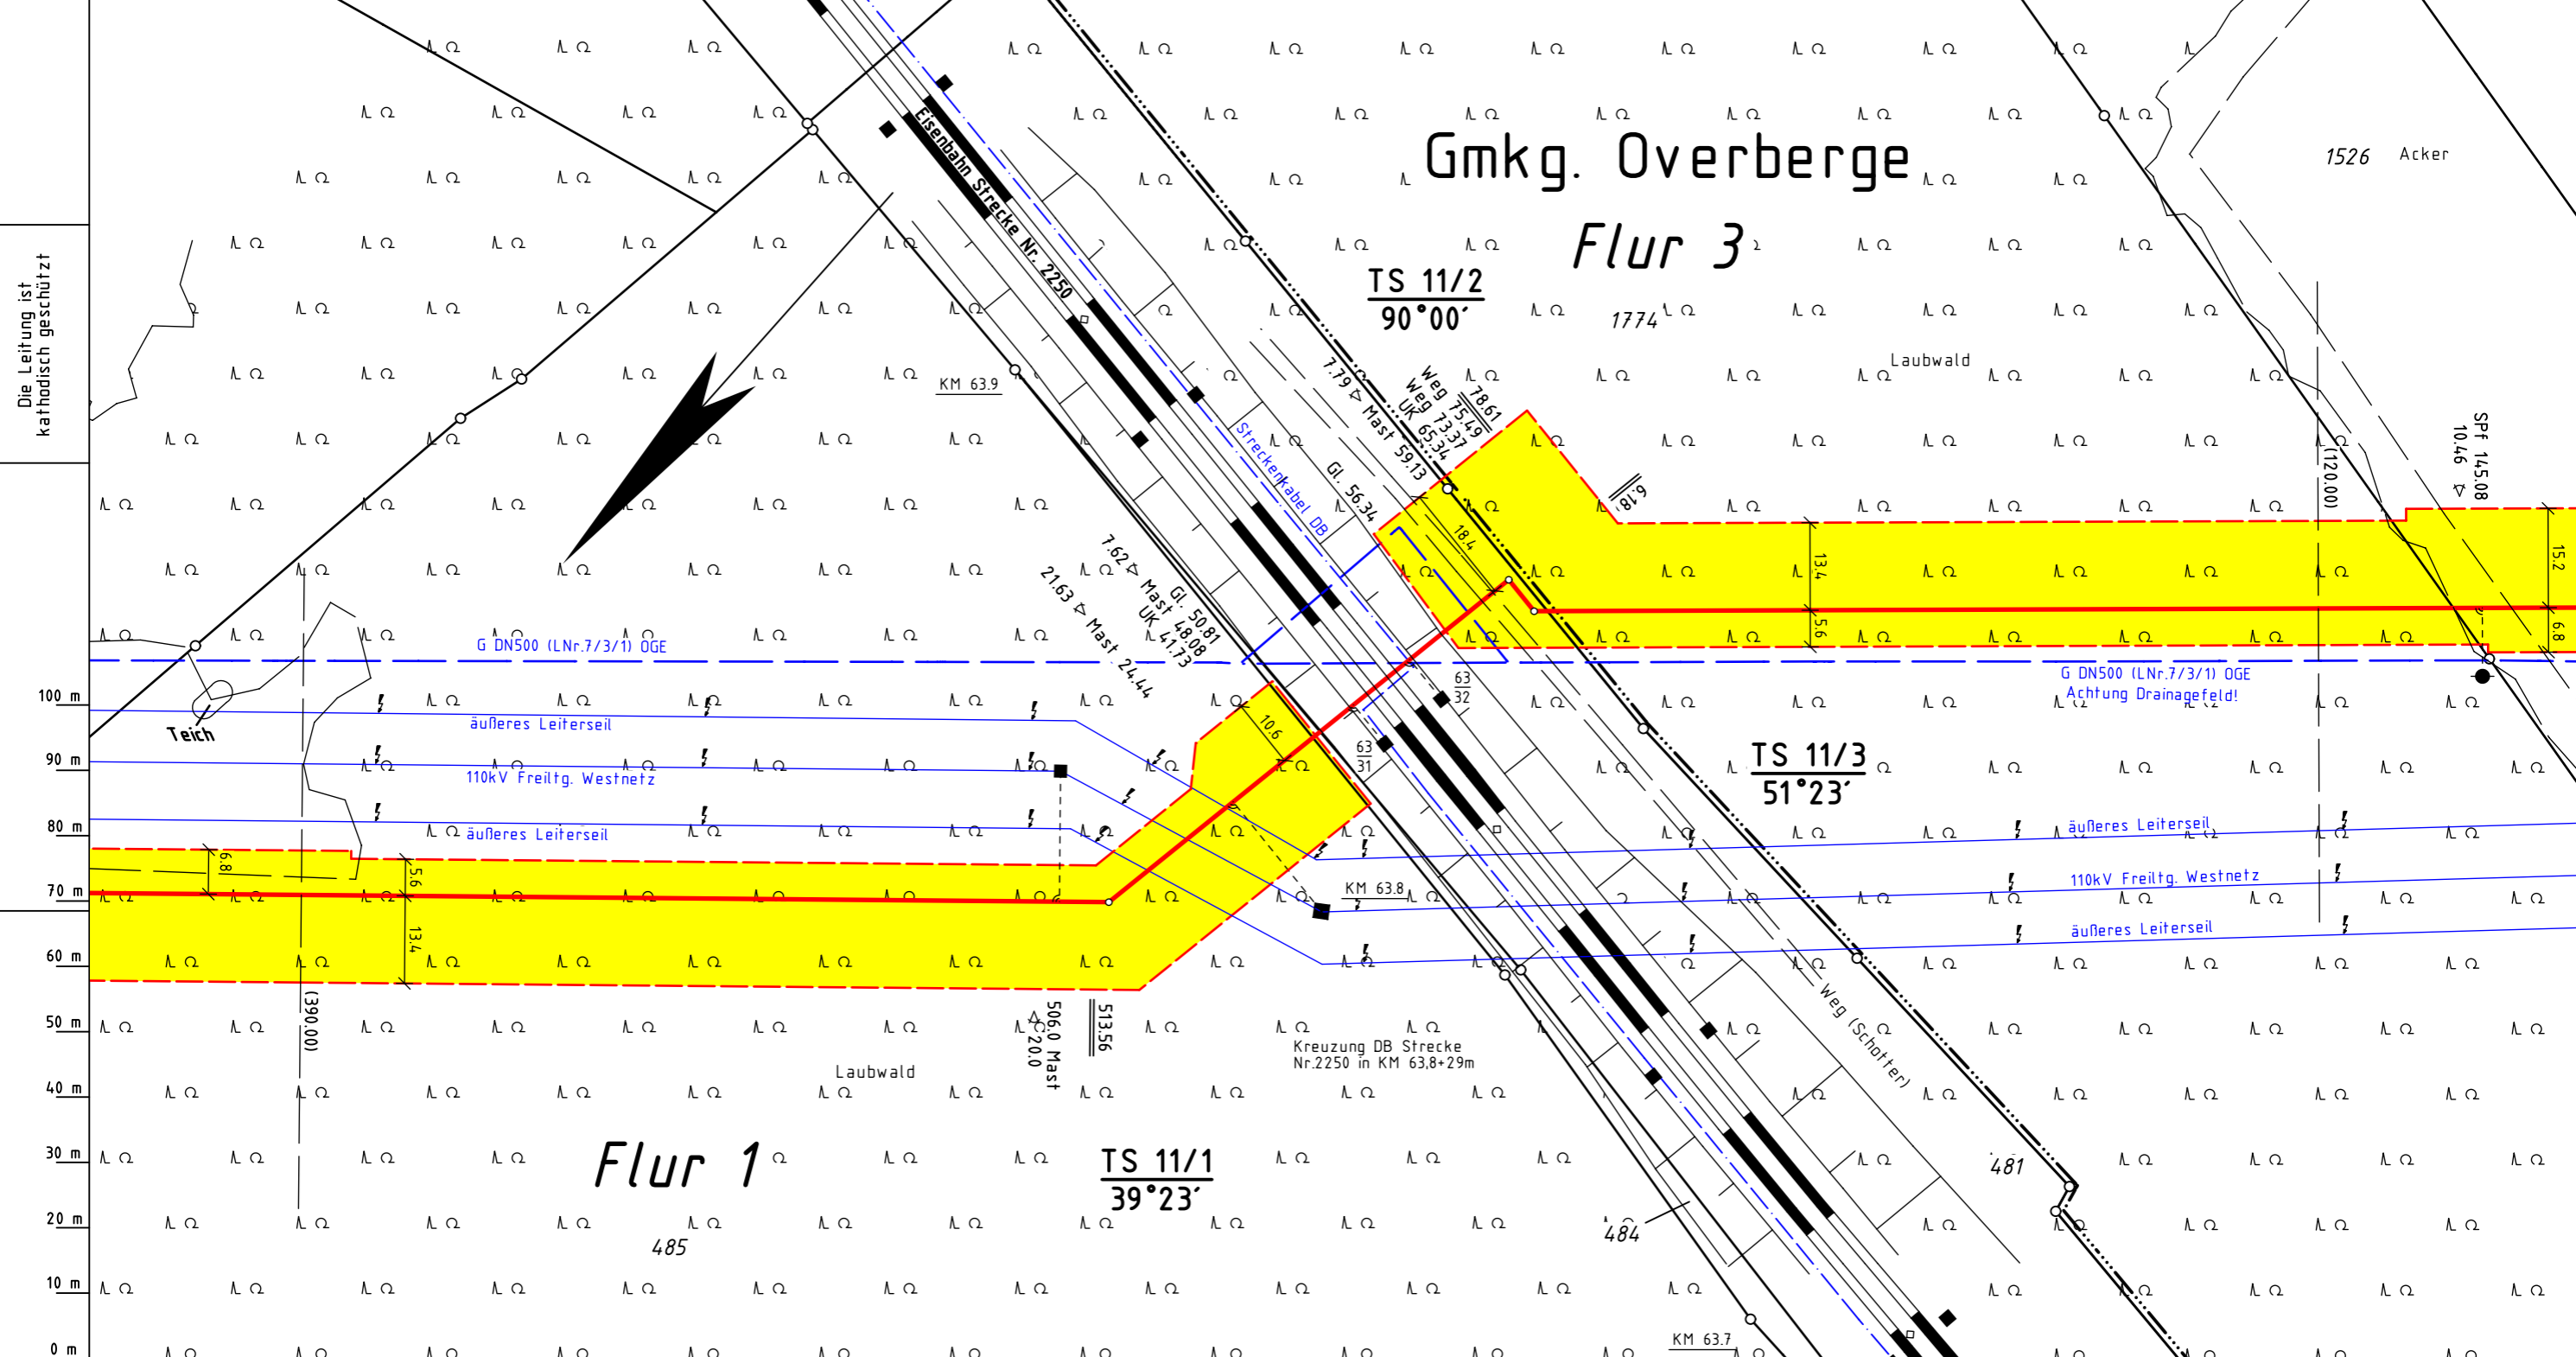 Die Leitung ist
kathodisch geschützt
Eisenbahn Strecke Nr. 2250
Gmkg. Overberge
Flur 3
1526 Acker
TS 11/2
90°00´
1774
Laubwald
KM 63.9
78.61
Weg 75.49
Weg 73.37
UK 65.34
7.79 Mast 59.13
Gl. 56.34
Streckenkabel DB
6.18
18.4
(120.00)
SPf 145.08
10.46
13.4
5.6
15.2
6.8
Gl. 50.81
7.62 Mast 48.08
UK 41.73
21.63 Mast 24.44
G DN500 (LNr.7/3/1) OGE
G DN500 (LNr.7/3/1) OGE
Achtung Drainagefeld!
63
32
63
31
10.6
Teich
äußeres Leiterseil
110kV Freiltg. Westnetz
äußeres Leiterseil
TS 11/3
51°23´
äußeres Leiterseil
110kV Freiltg. Westnetz
äußeres Leiterseil
KM 63.8
6.8
5.6
13.4
100 m
90 m
80 m
70 m
60 m
50 m
40 m
30 m
20 m
10 m
0 m
(390.00)
513.56
506.0 Mast
20.0
Kreuzung DB Strecke
Nr.2250 in KM 63,8+29m
Weg (Schotter)
Laubwald
Flur 1
485
TS 11/1
39°23´
481
484
KM 63.7